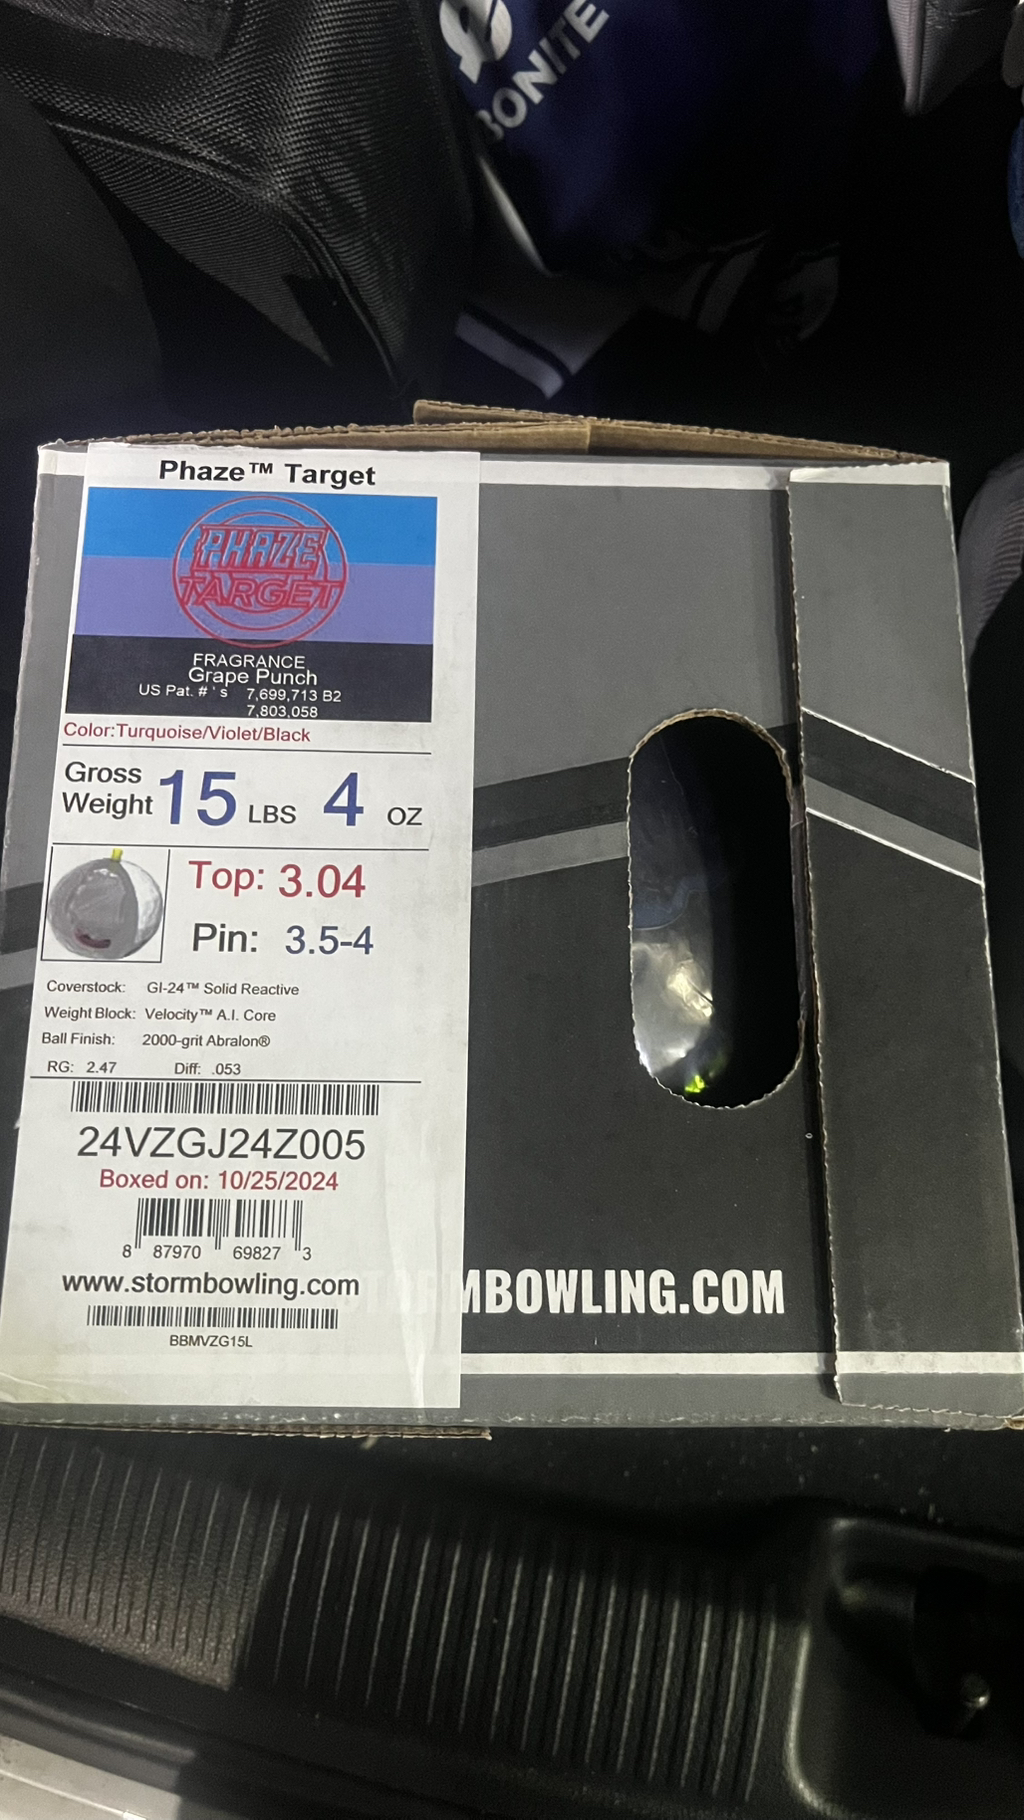 BONITE
Phaze™ Target
PHAZE
TARGET
FRAGRANCE
Grape Punch
US Pat. # ' s 7,699,713 B2
7,803,058
Color:Turquoise/Violet/Black
Gross Weight 15 LBS 4 OZ
Top: 3.04
Pin: 3.5-4
Coverstock: GI-24™ Solid Reactive
Weight Block: Velocity™ A.I. Core
Ball Finish: 2000-grit Abralon®
RG: 2.47 Diff: .053
24VZGJ24Z005
Boxed on: 10/25/2024
8 87970 69827 3
www.stormbowling.com
STORMBOWLING.COM
BBMVZG15L